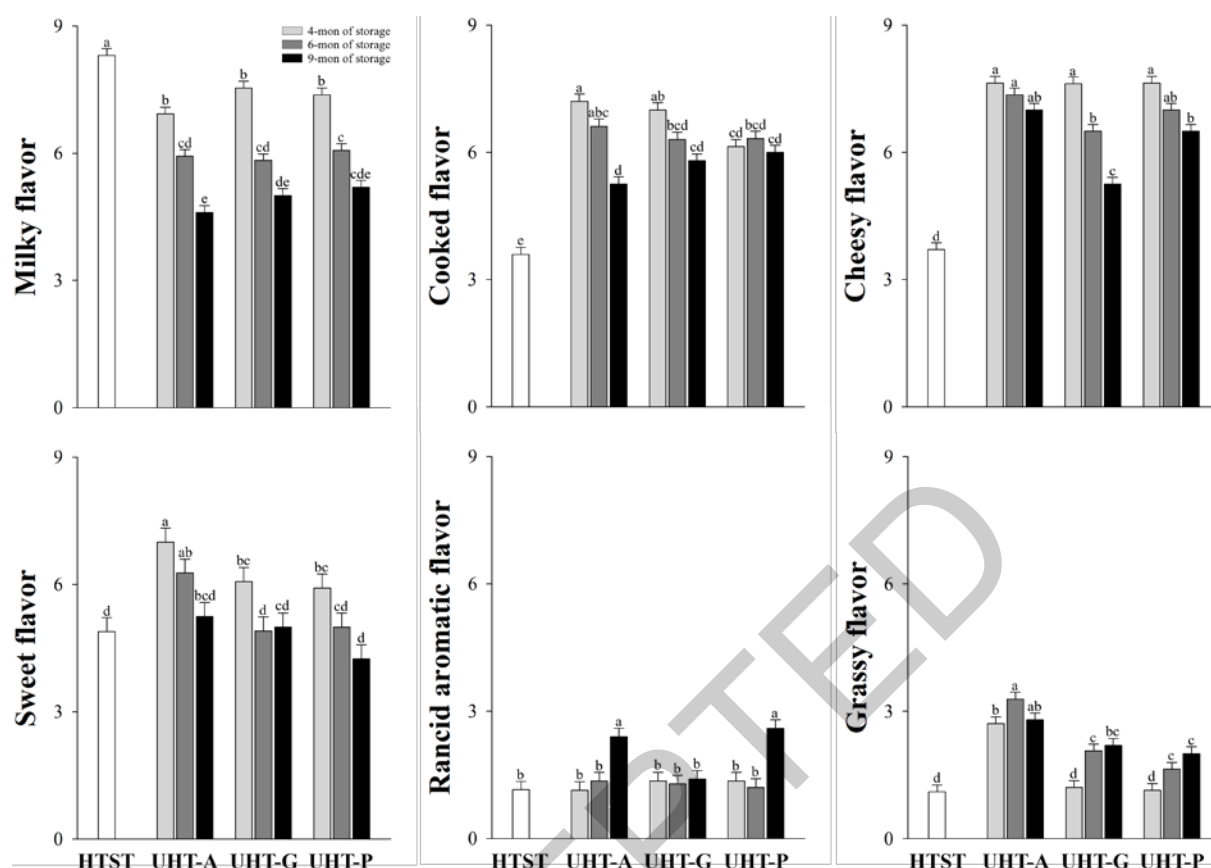 Milky flavor
9
6
3
0
a
b
cd
e
b
cd
de
b
c
cde
4-mon of storage
6-mon of storage
9-mon of storage
Cooked flavor
9
6
3
0
e
a
abc
d
ab
bcd
cd
cd
bcd
cd
Cheesy flavor
9
6
3
0
d
a
a
ab
a
b
c
a
ab
b
Sweet flavor
9
6
3
0
d
a
ab
bcd
bc
d
cd
bc
cd
d
HTST UHT-A UHT-G UHT-P
Rancid aromatic flavor
9
6
3
0
b
b
b
a
b
b
b
b
b
a
HTST UHT-A UHT-G UHT-P
Grassy flavor
9
6
3
0
d
b
a
ab
d
c
bc
d
c
c
HTST UHT-A UHT-G UHT-P
PTED